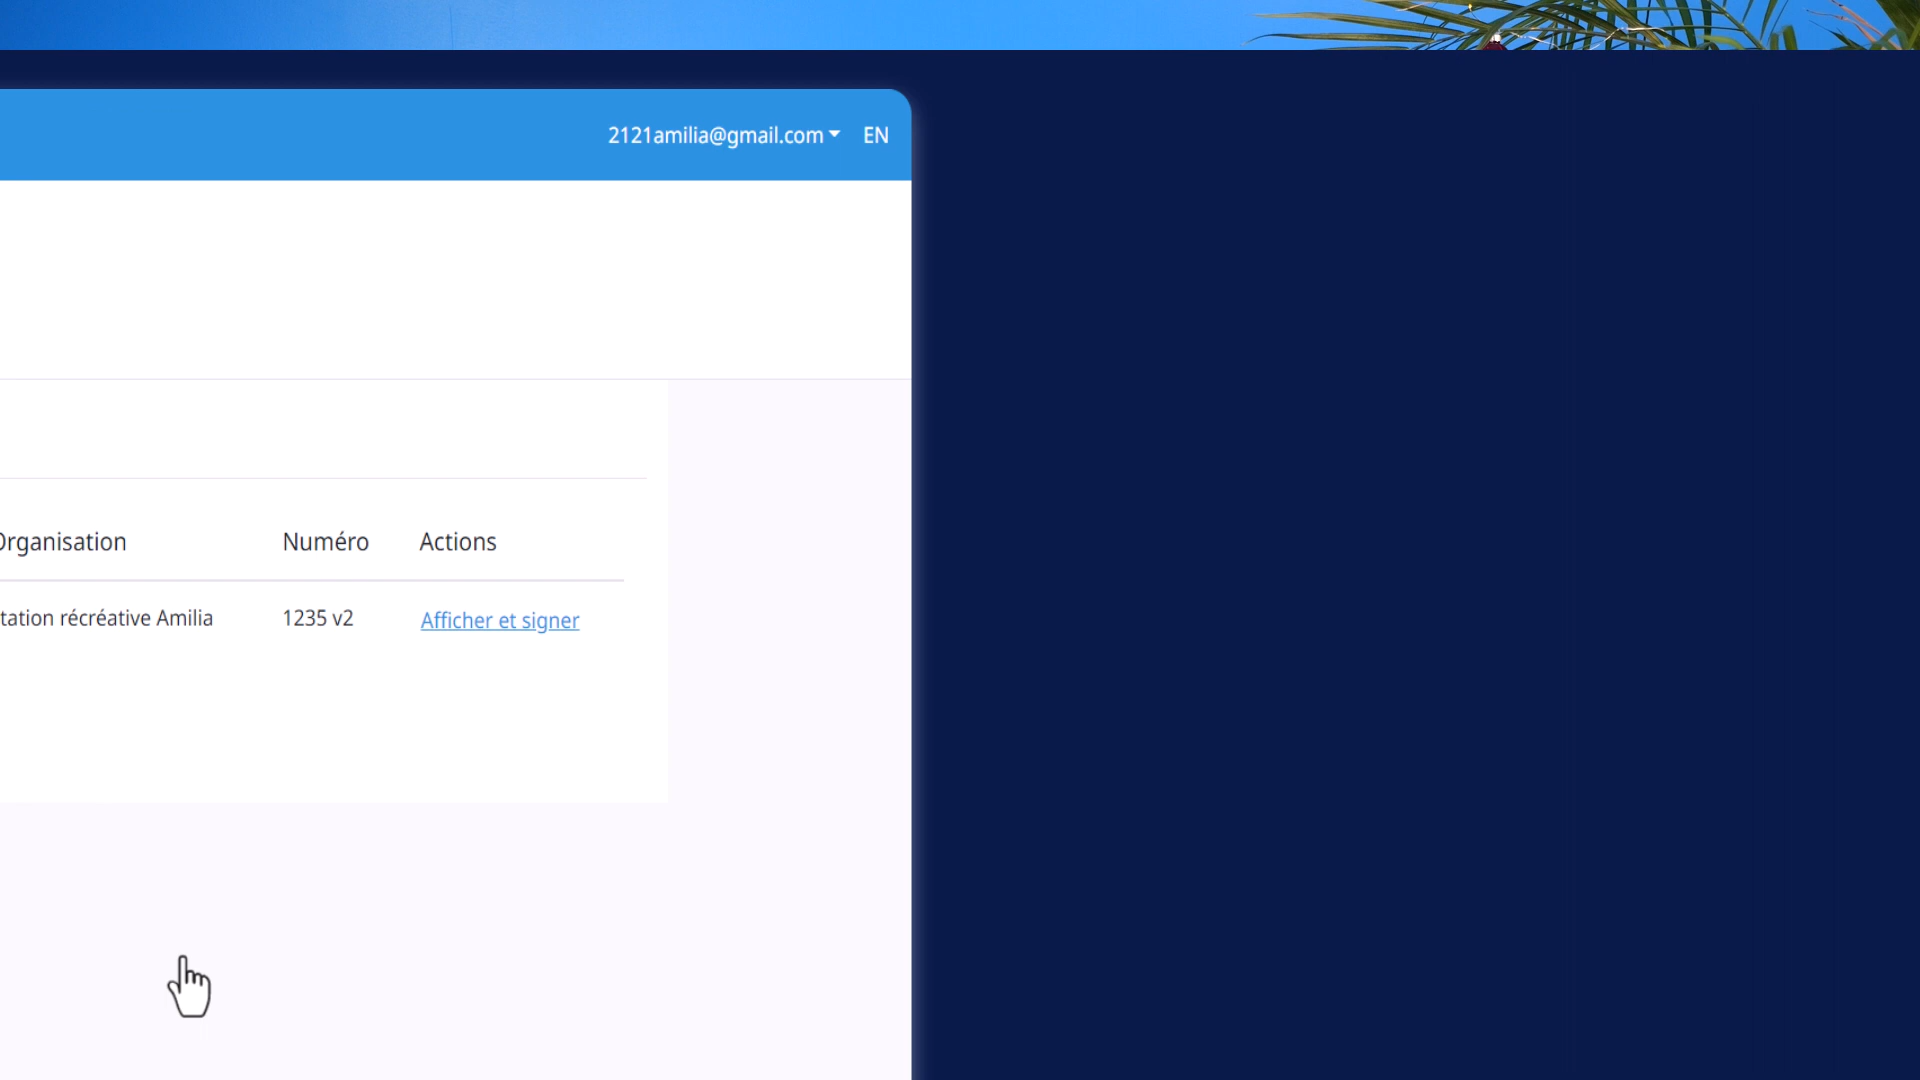 2121amilia@gmail.com EN
Organisation Numéro Actions
tation récréative Amilia 1235 v2 Afficher et signer